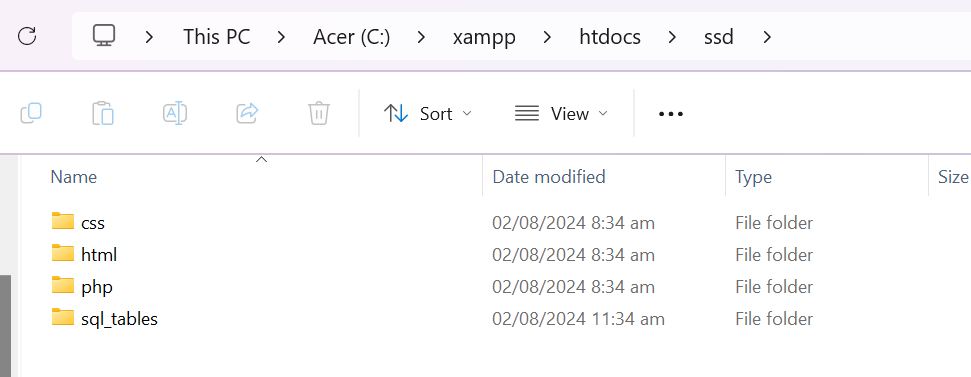 This PC > Acer (C:) > xampp > htdocs > ssd >
Sort View
Name Date modified Type Size
css 02/08/2024 8:34 am File folder
html 02/08/2024 8:34 am File folder
php 02/08/2024 8:34 am File folder
sql_tables 02/08/2024 11:34 am File folder